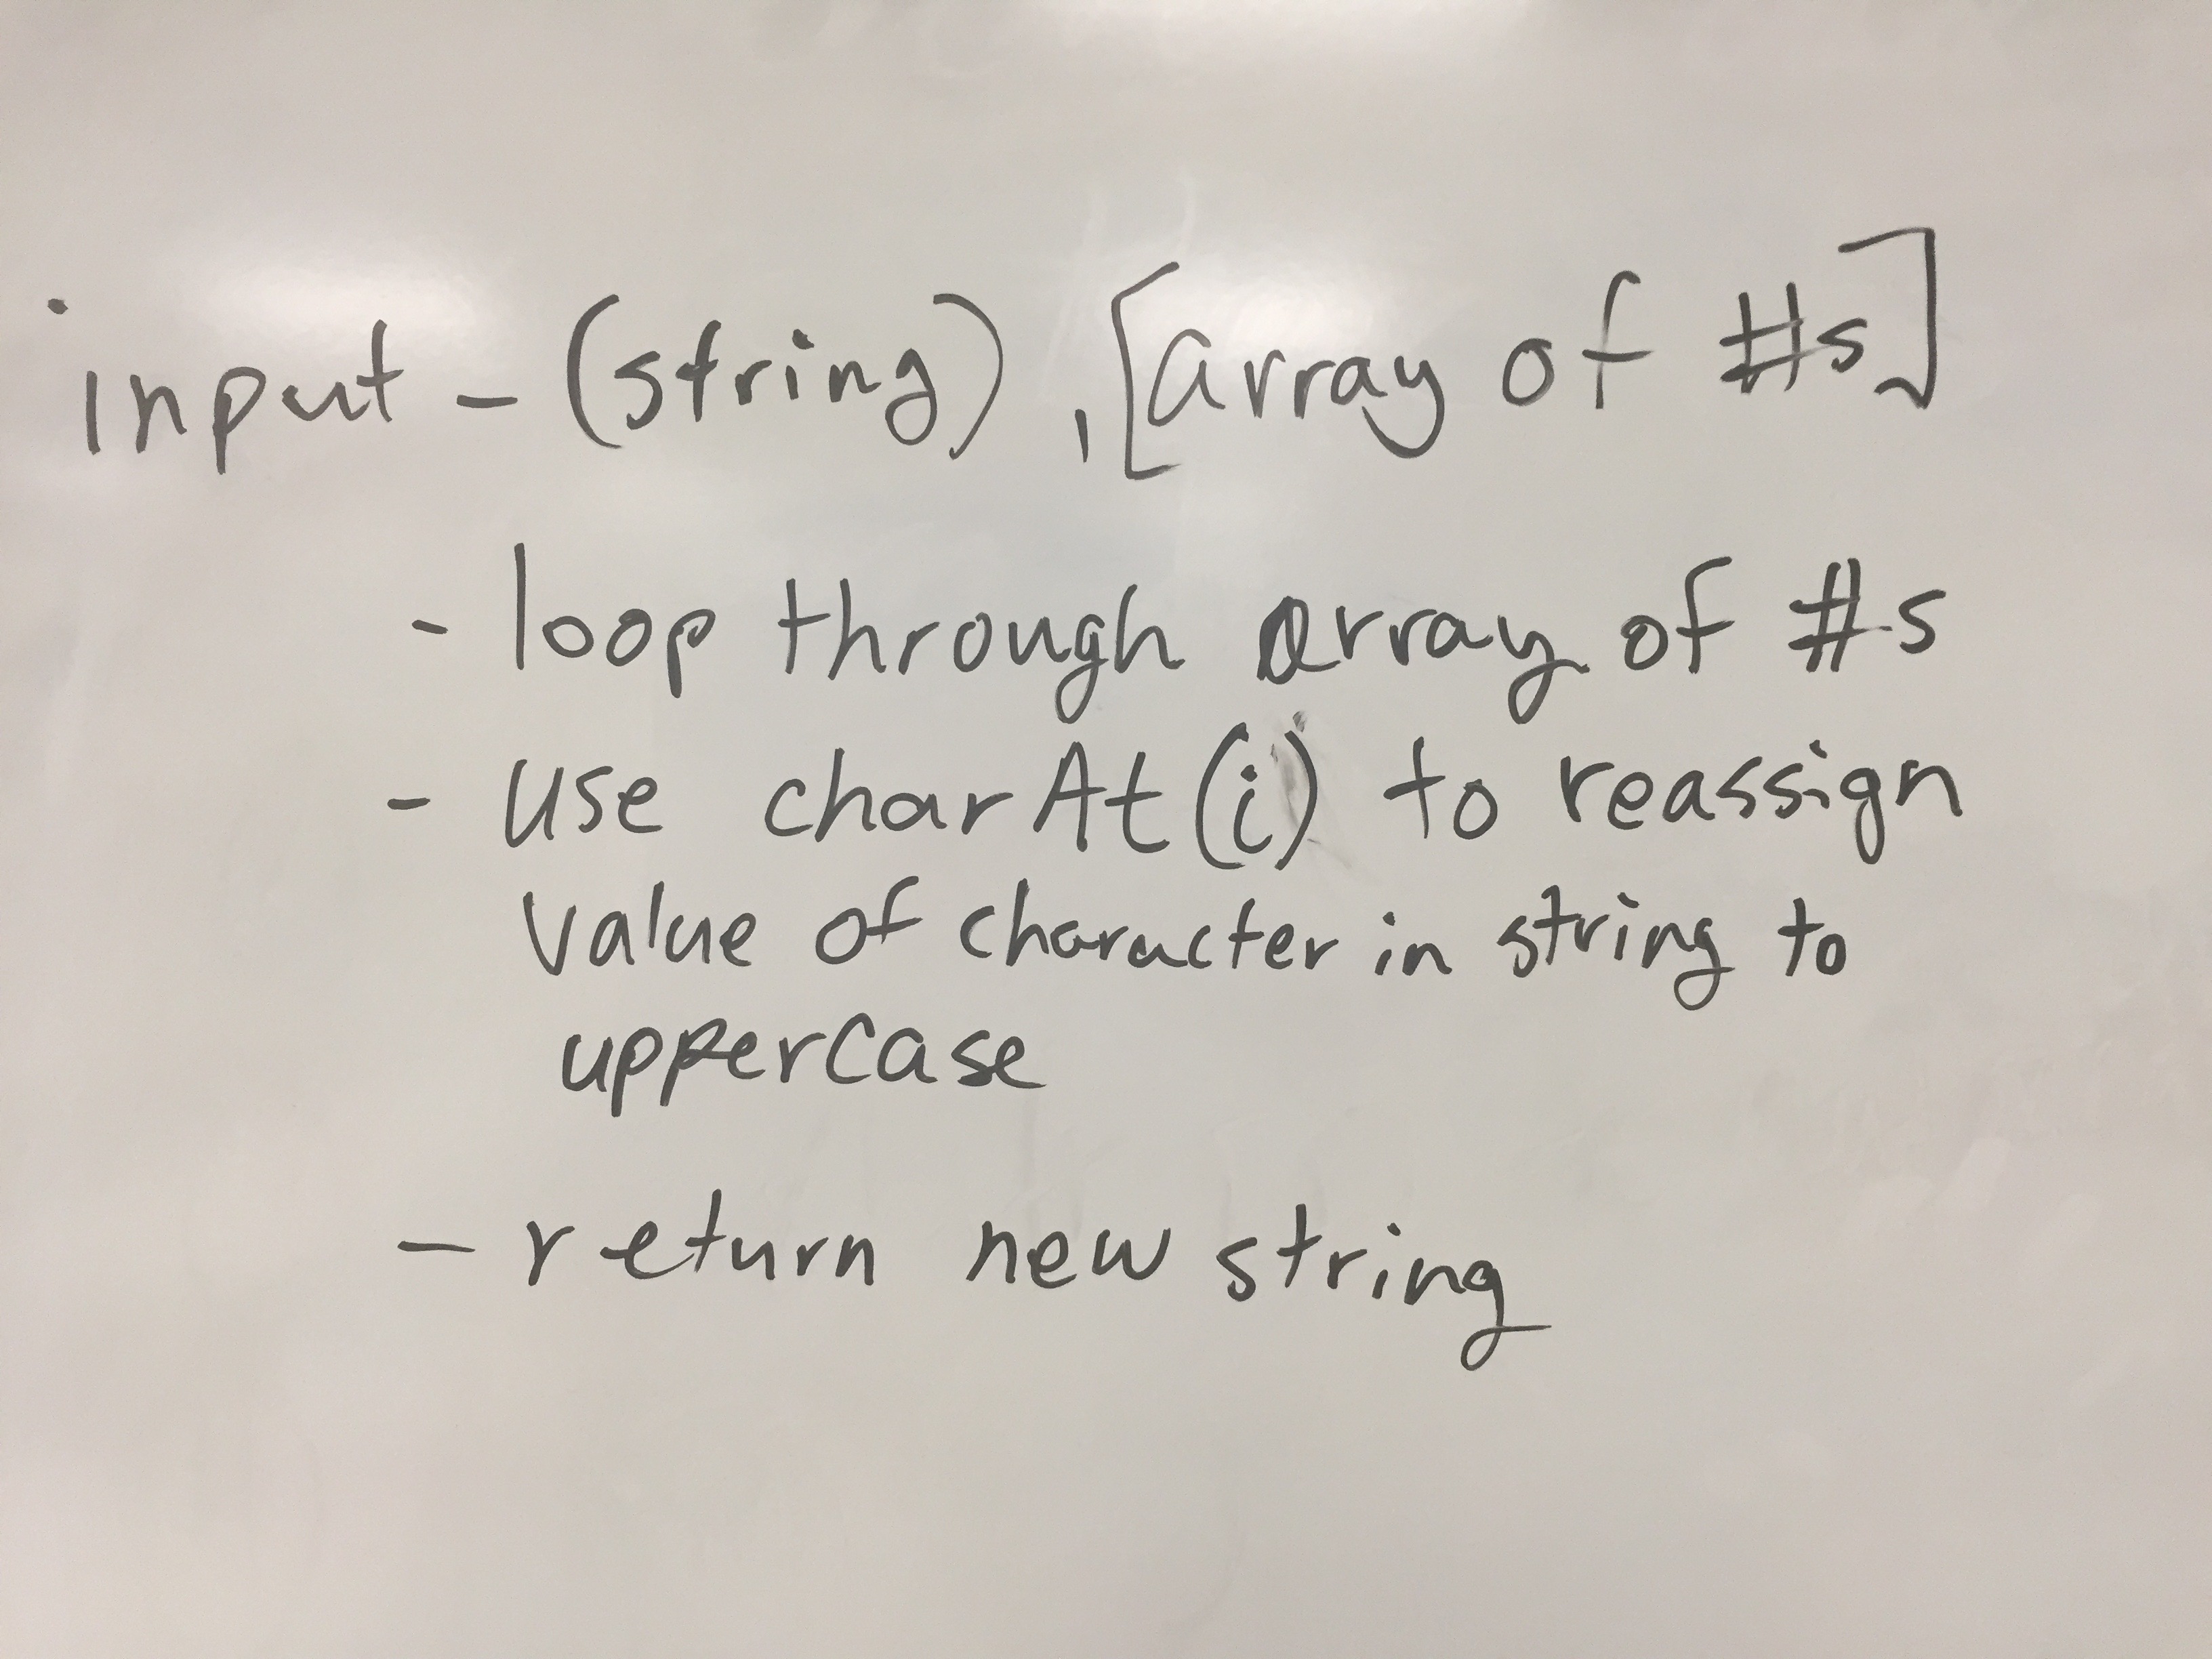 input - (string), [array of #s]
- loop through array of #s
- use charAt(i) to reassign
value of character in string to
upperCase
- return new string